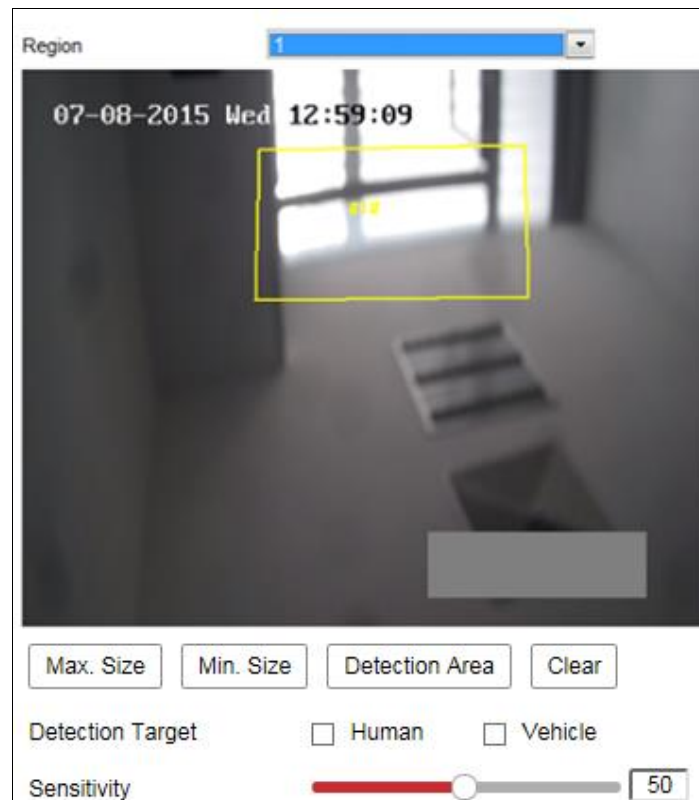 Region 1
07-08-2015 Wed 12:59:09
#1#
Max. Size Min. Size Detection Area Clear
Detection Target Human Vehicle
Sensitivity 50